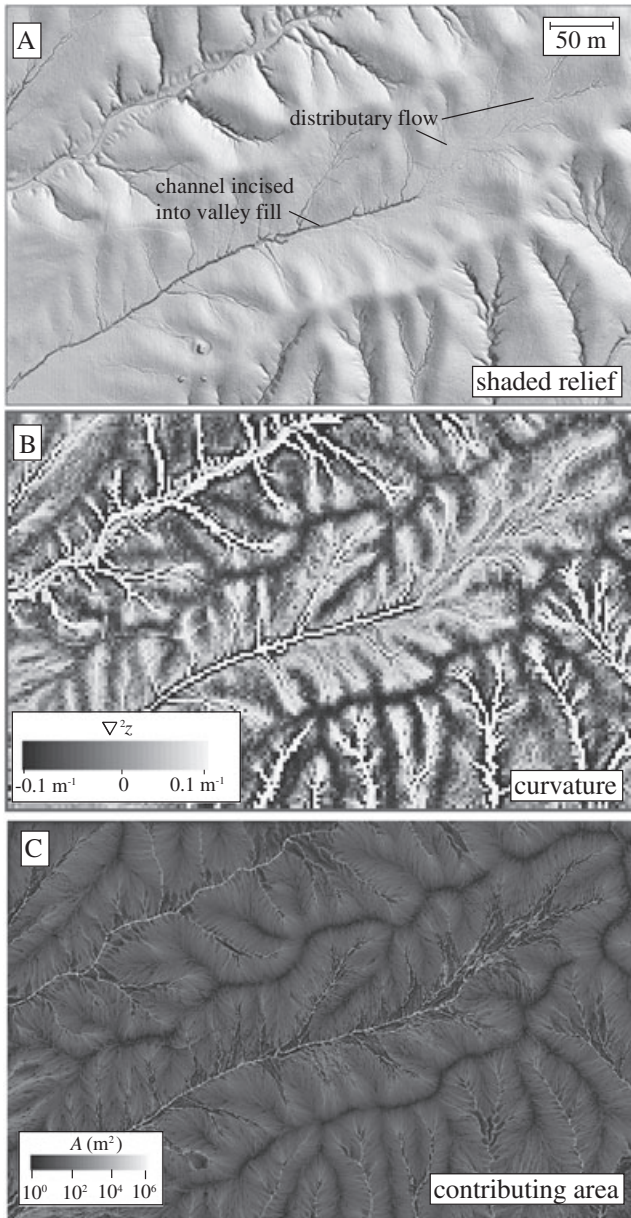 A
50 m
distributary flow
channel incised
into valley fill
shaded relief
B
∇²z
-0.1 m⁻¹ 0 0.1 m⁻¹
curvature
C
A (m²)
10⁰ 10² 10⁴ 10⁶
contributing area